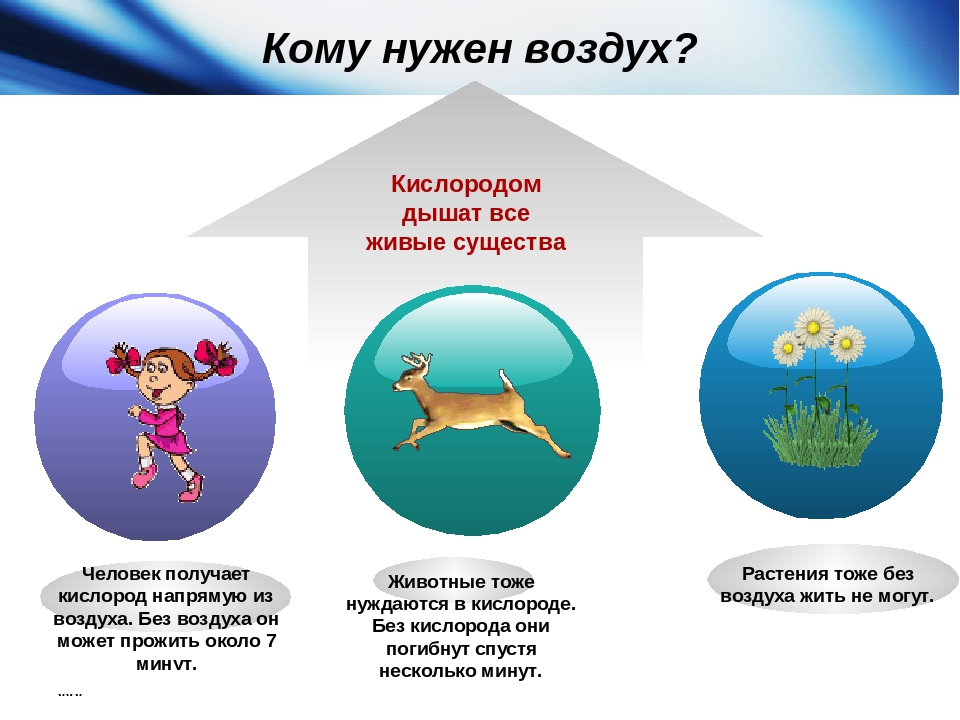 Кому нужен воздух?
Кислородом
дышат все
живые существа
Человек получает
кислород напрямую из
воздуха. Без воздуха он
может прожить около 7
минут.
Животные тоже
нуждаются в кислороде.
Без кислорода они
погибнут спустя
несколько минут.
Растения тоже без
воздуха жить не могут.